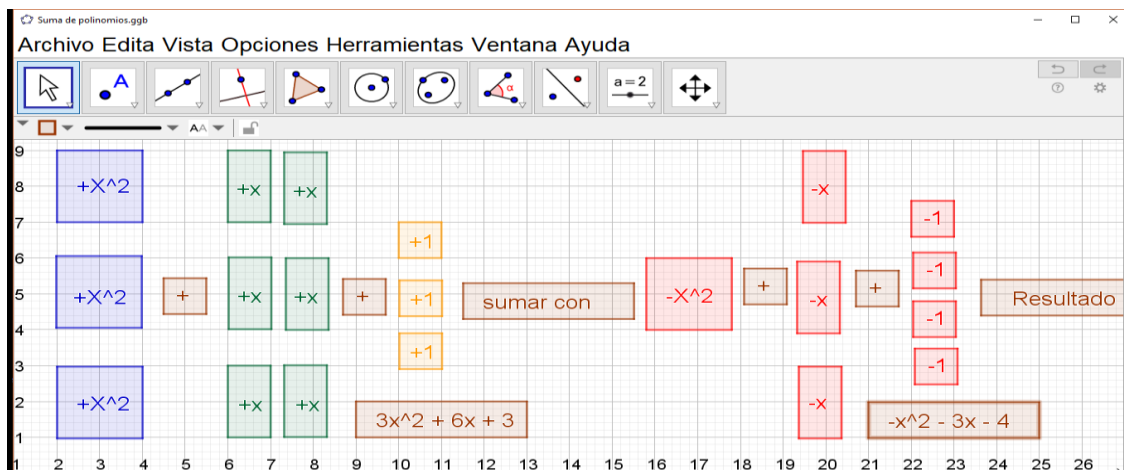 Suma de polinomios.ggb
Archivo Edita Vista Opciones Herramientas Ventana Ayuda
A
α
a = 2
AA
9
+X^2 +x +x -x
8
7
+1 -1
6
+X^2 + +x +x + +1 sumar con -X^2 + -x + -1 Resultado
5
-1
4
+1 -1
3
+X^2 +x +x -x
2
3x^2 + 6x + 3 -x^2 - 3x - 4
1
1 2 3 4 5 6 7 8 9 10 11 12 13 14 15 16 17 18 19 20 21 22 23 24 25 26